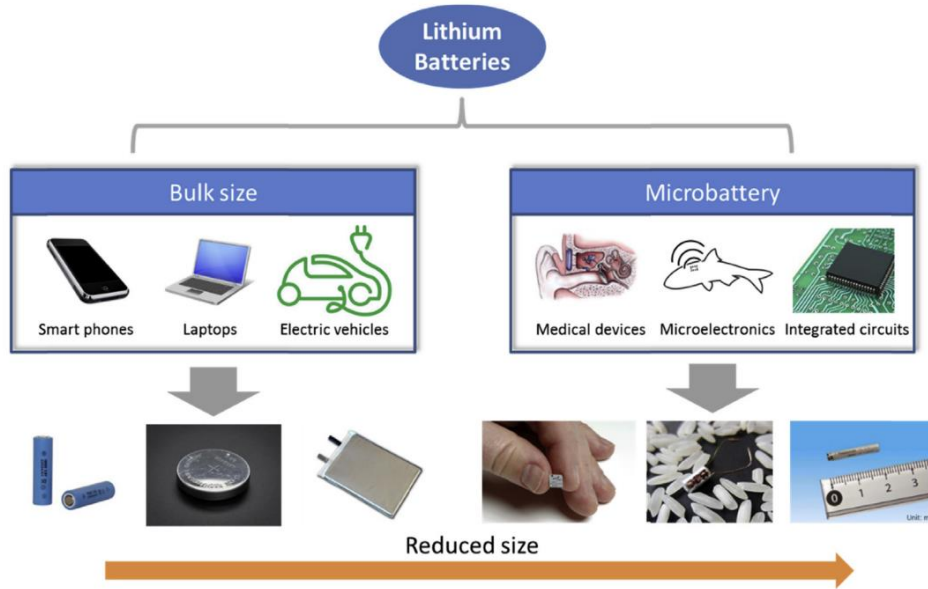 Lithium
Batteries
Bulk size
Microbattery
Smart phones
Laptops
Electric vehicles
Medical devices
Microelectronics
Integrated circuits
0 1 2 3
Unit: m
Reduced size